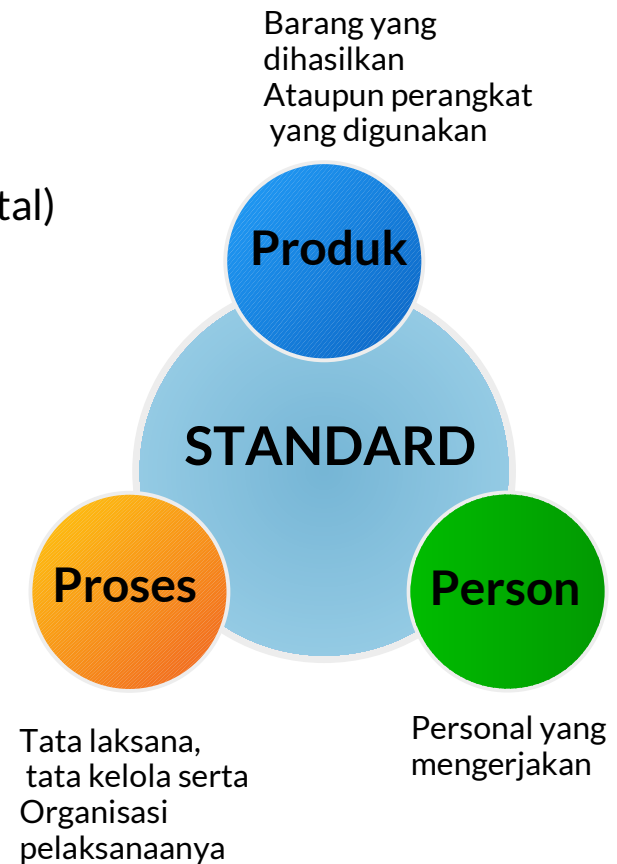 Barang yang
dihasilkan
Ataupun perangkat
yang digunakan
tal)
Produk
STANDARD
Proses
Person
Tata laksana,
tata kelola serta
Organisasi
pelaksanaanya
Personal yang
mengerjakan